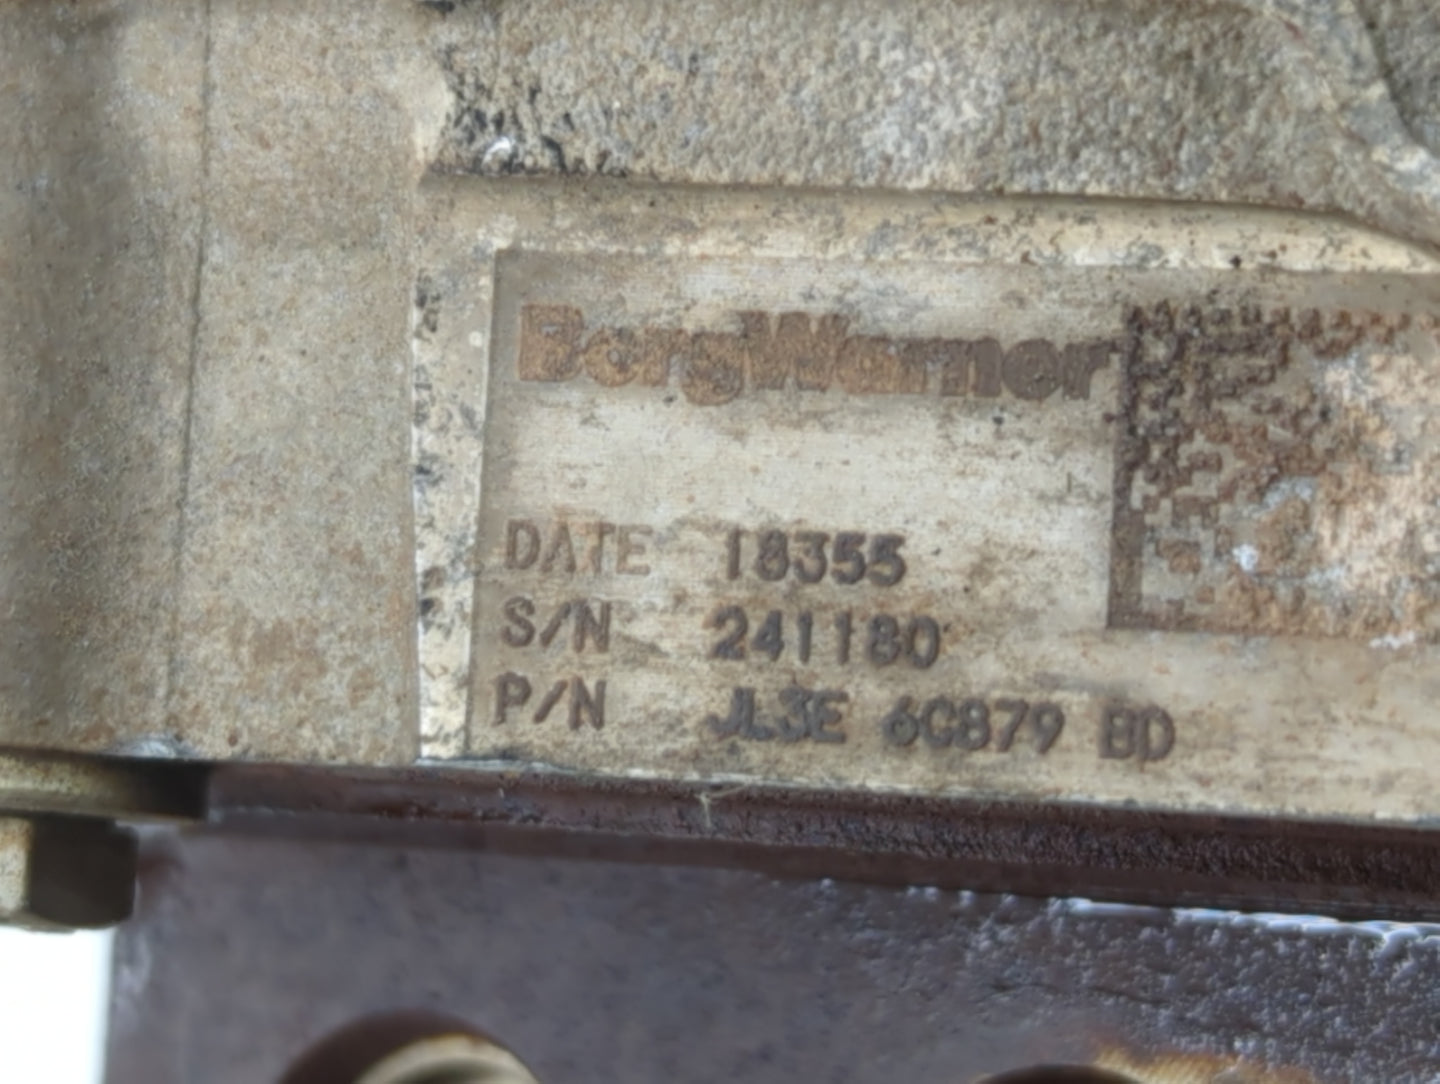 BorgWarner
DATE 18355
S/N 241180
P/N JL3E 6C879 BD